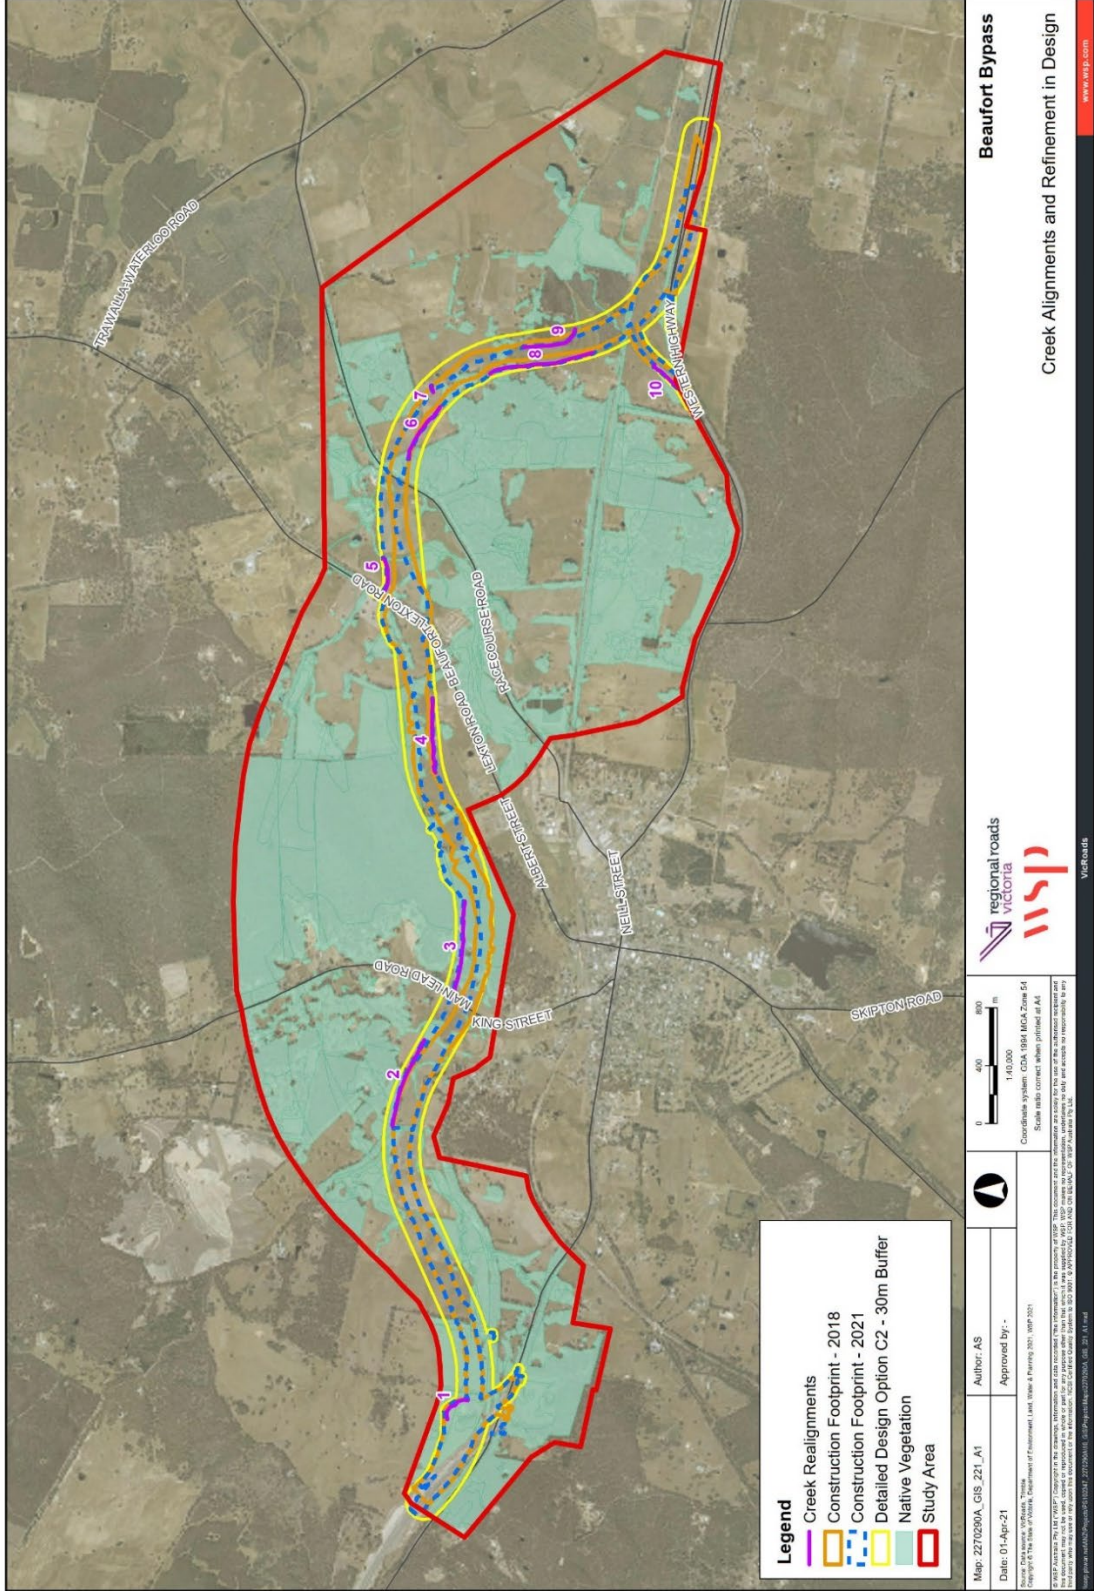 TRAWALLA-WATERLOO ROAD
BEAUFORT-LEXTON ROAD
LEXTON ROAD
RACECOURSE ROAD
ALBERT STREET
NEILL STREET
MAIN LEAD ROAD
KING STREET
SKIPTON ROAD
WESTERN HIGHWAY
1
2
3
4
5
6
7
8
9
10
Legend
Creek Realignments
Construction Footprint - 2018
Construction Footprint - 2021
Detailed Design Option C2 - 30m Buffer
Native Vegetation
Study Area
Map: 2270290A_GIS_221_A1
Author: AS
Date: 01-Apr-21
Approved by: -
0 400 800
m
1:40,000
Coordinate system: GDA 1994 MGA Zone 54
Scale ratio correct when printed at A4
regional roads
victoria
wsp
Beaufort Bypass
Creek Alignments and Refinement in Design
VicRoads
www.wsp.com